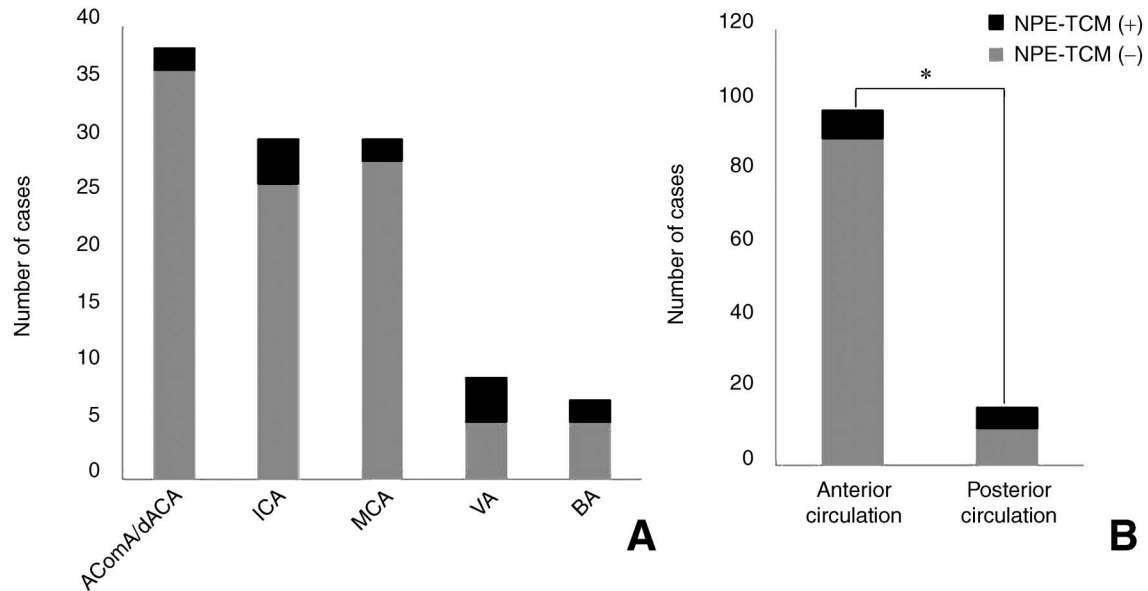 40
35
30
25
20
15
10
5
0
Number of cases
AComA/dACA
ICA
MCA
VA
BA
A
120
100
80
60
40
20
0
Number of cases
NPE-TCM (+)
NPE-TCM (−)
*
Anterior
circulation
Posterior
circulation
B